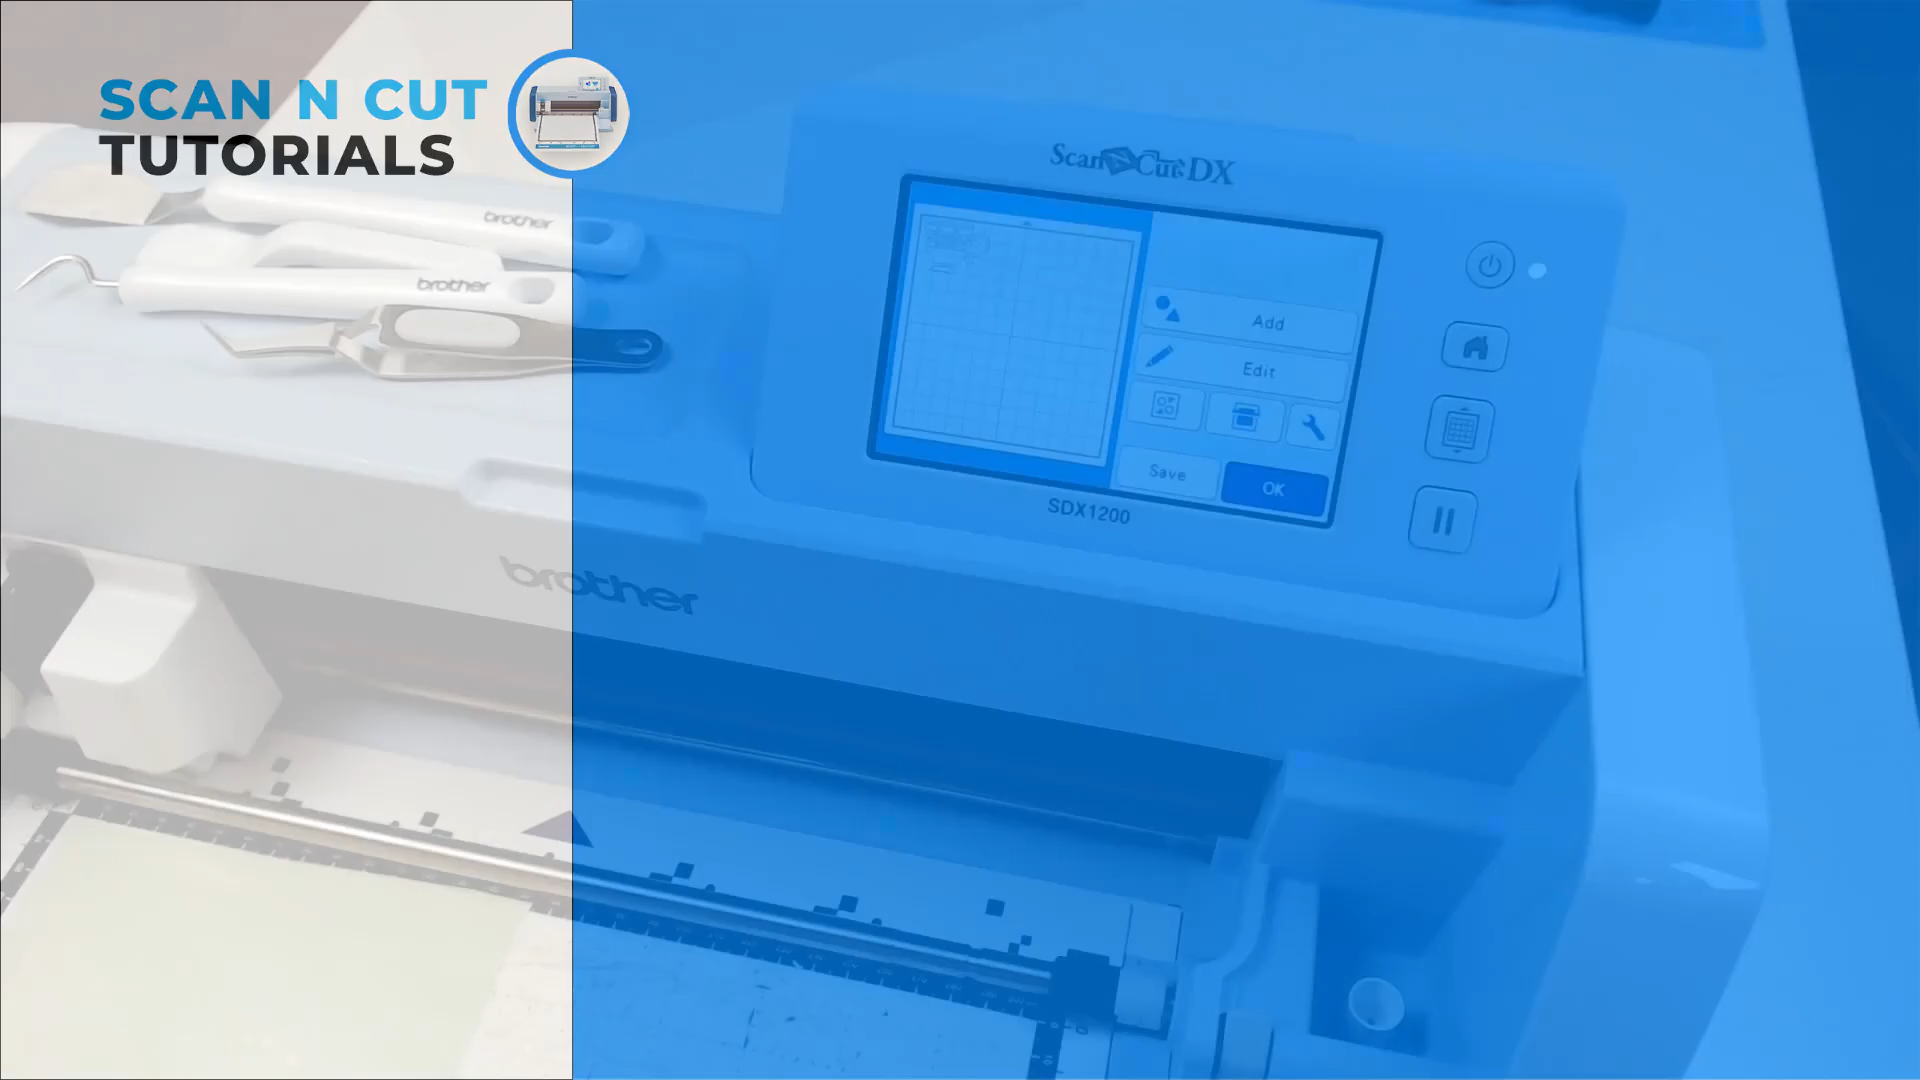 SCAN N CUT
TUTORIALS
brother
brother
ScanNCut DX
Add
Edit
Save
OK
SDX1200
brother